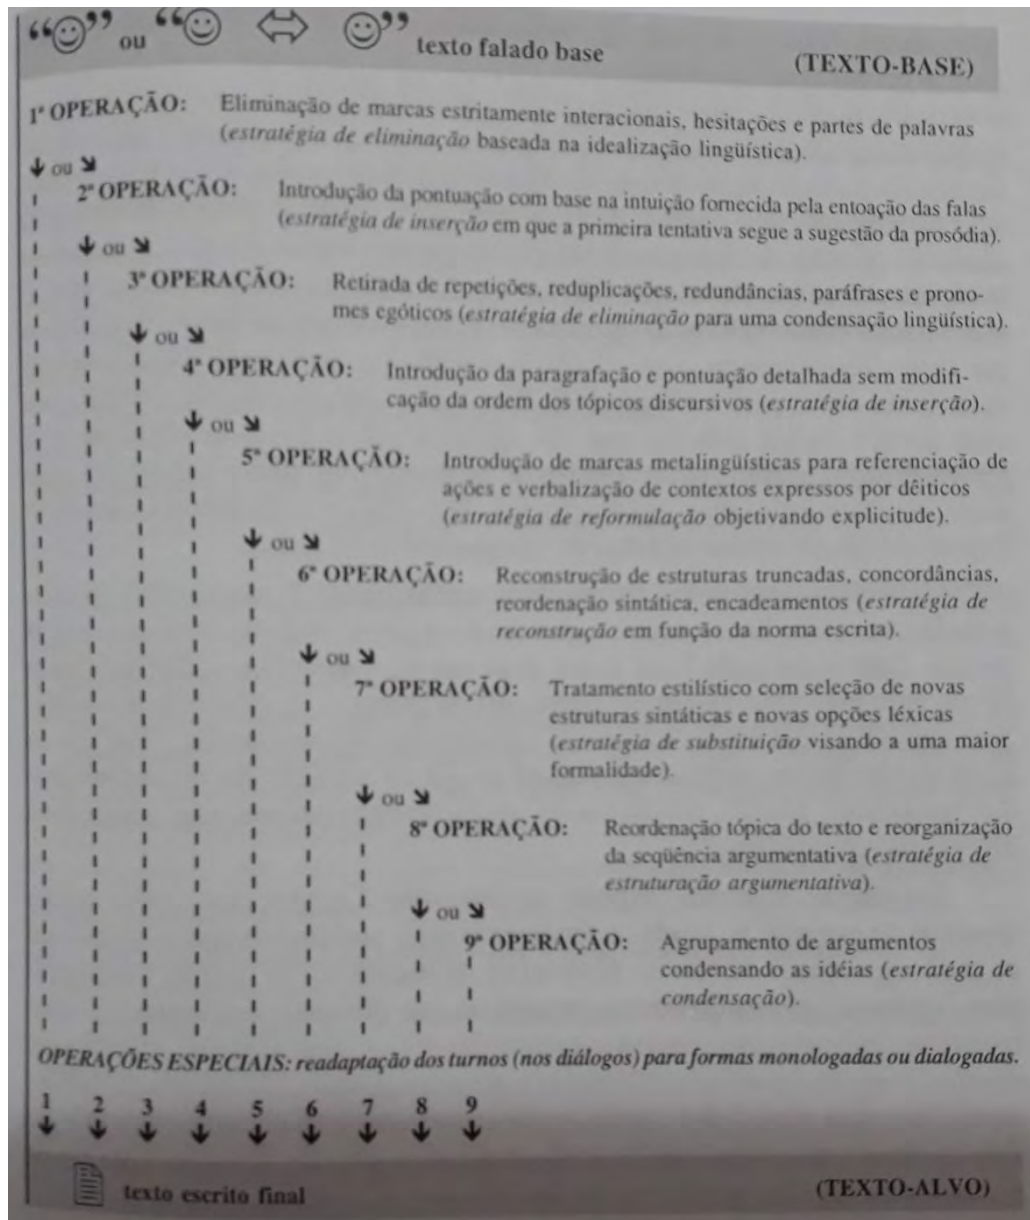 “ ” ou “ ” texto falado base (TEXTO-BASE)
1ª OPERAÇÃO: Eliminação de marcas estritamente interacionais, hesitações e partes de palavras
(estratégia de eliminação baseada na idealização lingüística).
ou
2ª OPERAÇÃO: Introdução da pontuação com base na intuição fornecida pela entoação das falas
(estratégia de inserção em que a primeira tentativa segue a sugestão da prosódia).
ou
3ª OPERAÇÃO: Retirada de repetições, reduplicações, redundâncias, paráfrases e prono-
mes egóticos (estratégia de eliminação para uma condensação lingüística).
ou
4ª OPERAÇÃO: Introdução da paragrafação e pontuação detalhada sem modifi-
cação da ordem dos tópicos discursivos (estratégia de inserção).
ou
5ª OPERAÇÃO: Introdução de marcas metalingüísticas para referenciação de
ações e verbalização de contextos expressos por dêiticos
(estratégia de reformulação objetivando explicitude).
ou
6ª OPERAÇÃO: Reconstrução de estruturas truncadas, concordâncias,
reordenação sintática, encadeamentos (estratégia de
reconstrução em função da norma escrita).
ou
7ª OPERAÇÃO: Tratamento estilístico com seleção de novas
estruturas sintáticas e novas opções léxicas
(estratégia de substituição visando a uma maior
formalidade).
ou
8ª OPERAÇÃO: Reordenação tópica do texto e reorganização
da seqüência argumentativa (estratégia de
estruturação argumentativa).
ou
9ª OPERAÇÃO: Agrupamento de argumentos
condensando as idéias (estratégia de
condensação).
OPERAÇÕES ESPECIAIS: readaptação dos turnos (nos diálogos) para formas monologadas ou dialogadas.
1 2 3 4 5 6 7 8 9
texto escrito final (TEXTO-ALVO)